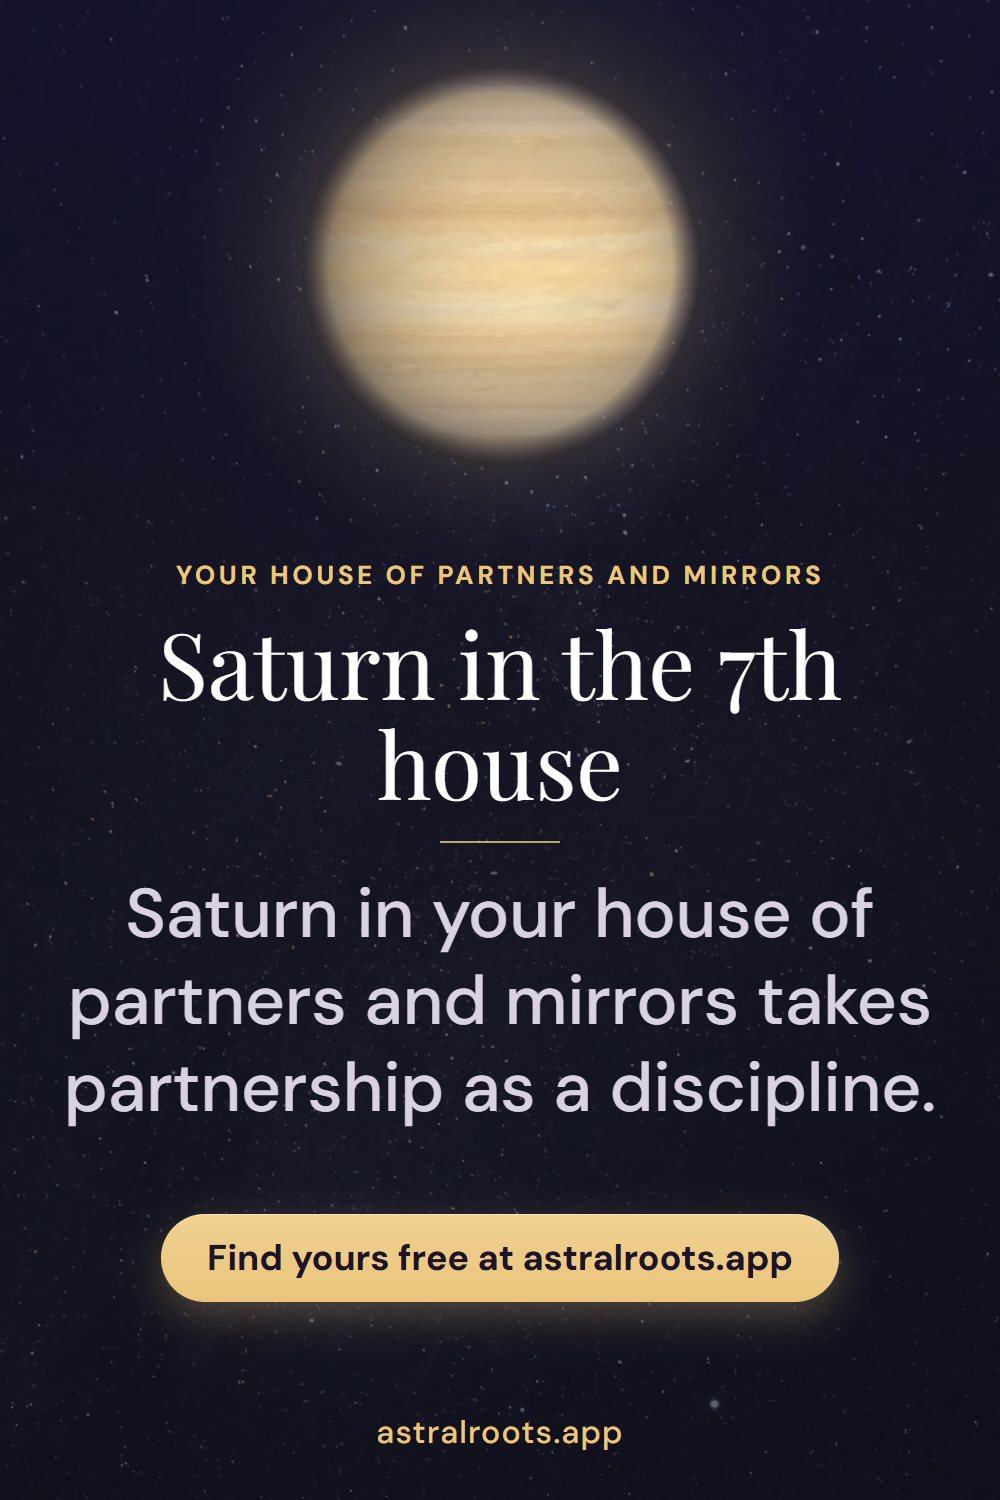 YOUR HOUSE OF PARTNERS AND MIRRORS
Saturn in the 7th
house
Saturn in your house of
partners and mirrors takes
partnership as a discipline.
Find yours free at astralroots.app
astralroots.app